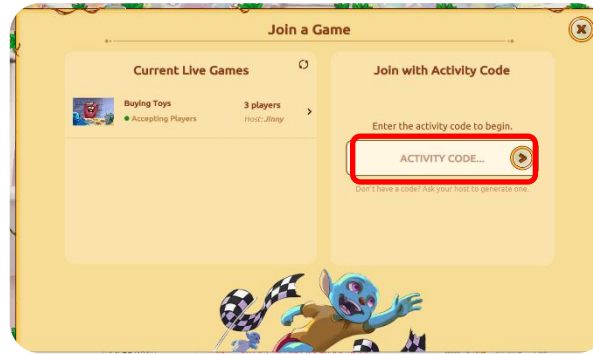 Join a Game
Current Live Games
Buying Toys
Accepting Players
3 players
Host: Jinny
Join with Activity Code
Enter the activity code to begin.
ACTIVITY CODE...
Don't have a code? Ask your host to generate one.